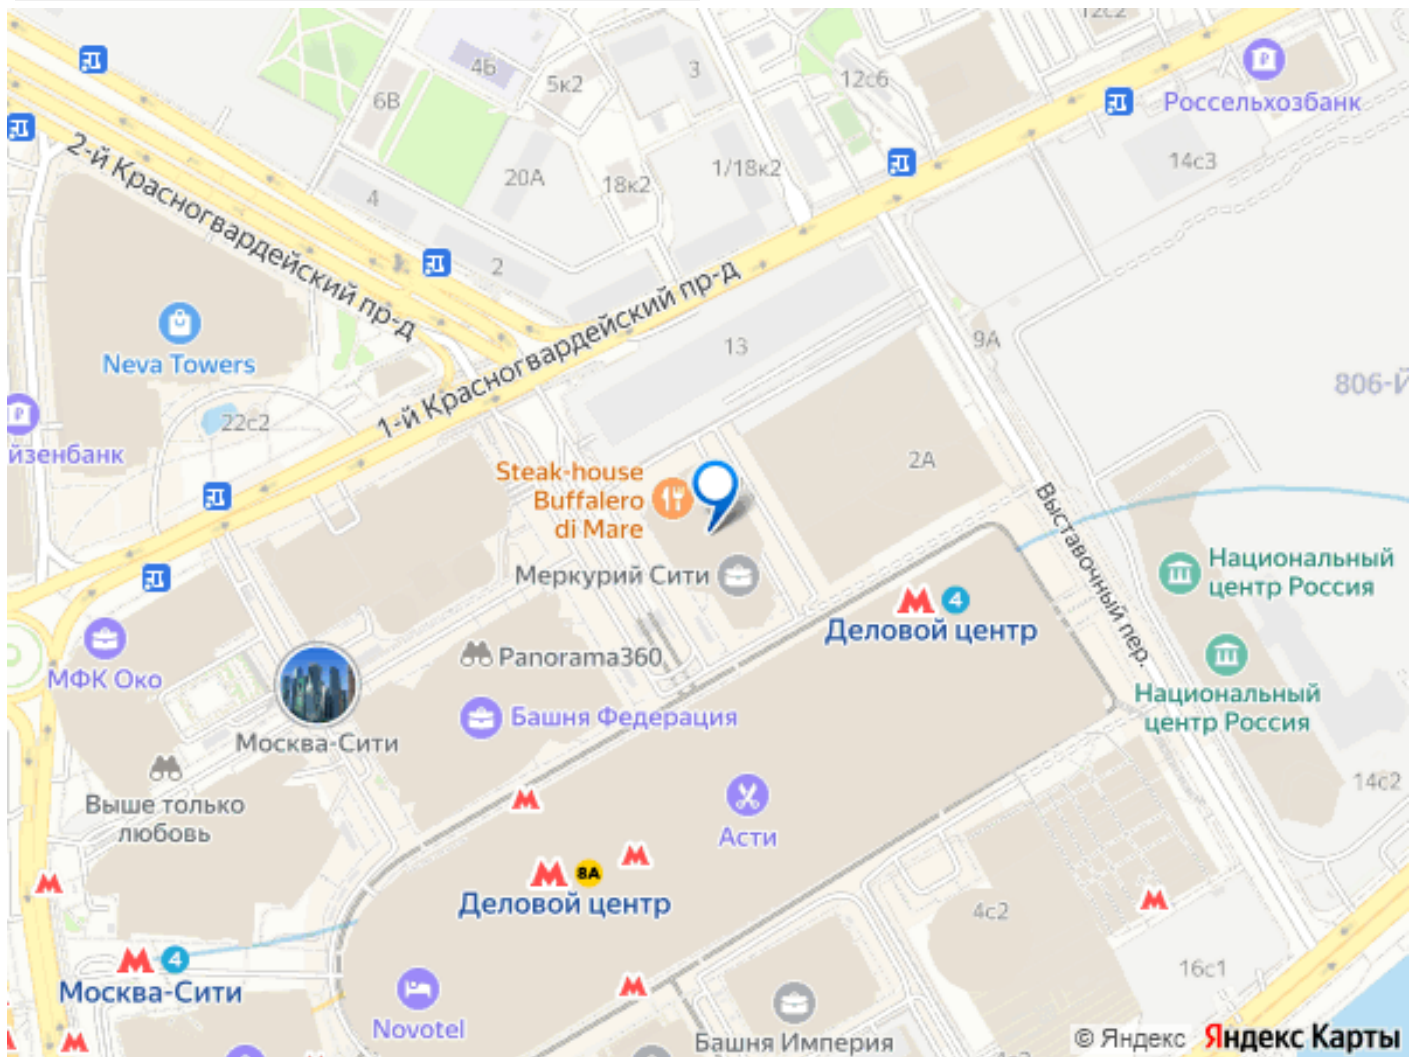 12с2
4Б
3
5к2
12с6
6В
Россельхозбанк
2-й Красногвардейский пр-д
20А
18к2
1/18к2
14с3
4
2
1-й Красногвардейский пр-д
13
9А
Neva Towers
806-Й
22с2
йзенбанк
2А
Steak-house
Buffalero
di Mare
Выставочный пер.
Меркурий Сити
Национальный
центр Россия
4
Деловой центр
МФК Око
Panorama360
Национальный
центр Россия
Башня Федерация
Москва-Сити
14с2
Выше только
любовь
Асти
8А
Деловой центр
4с2
4
Москва-Сити
16с1
Novotel
Башня Империя
© Яндекс Яндекс Карты